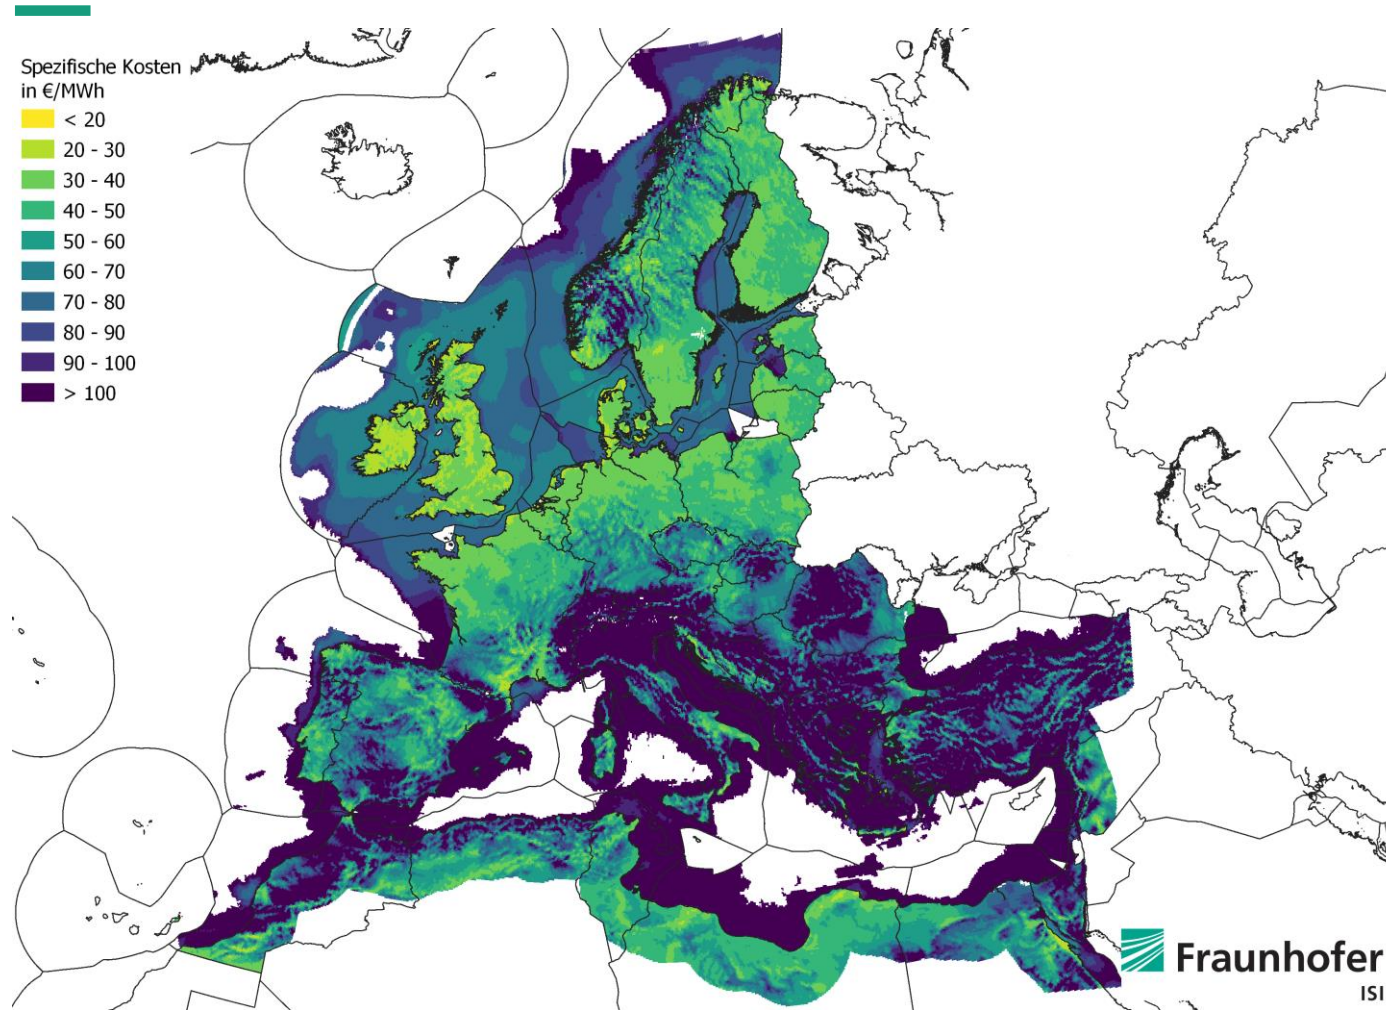 Spezifische Kosten
in €/MWh
< 20
20 - 30
30 - 40
40 - 50
50 - 60
60 - 70
70 - 80
80 - 90
90 - 100
> 100
Fraunhofer
ISI